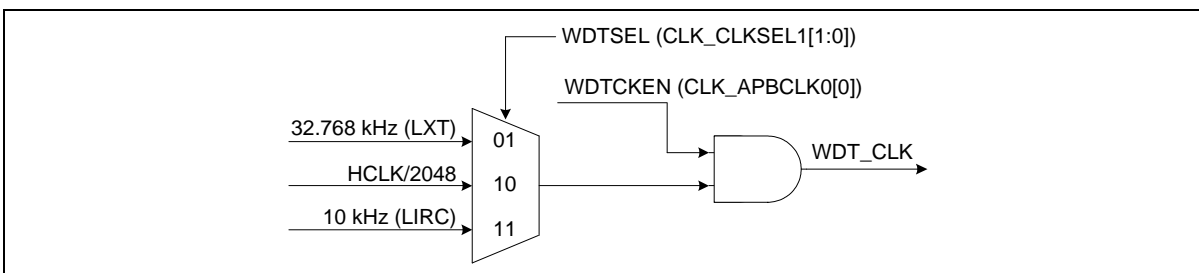 WDTSEL (CLK_CLKSEL1[1:0])
WDTCKEN (CLK_APBCLK0[0])
32.768 kHz (LXT)
01
WDT_CLK
HCLK/2048
10
10 kHz (LIRC)
11